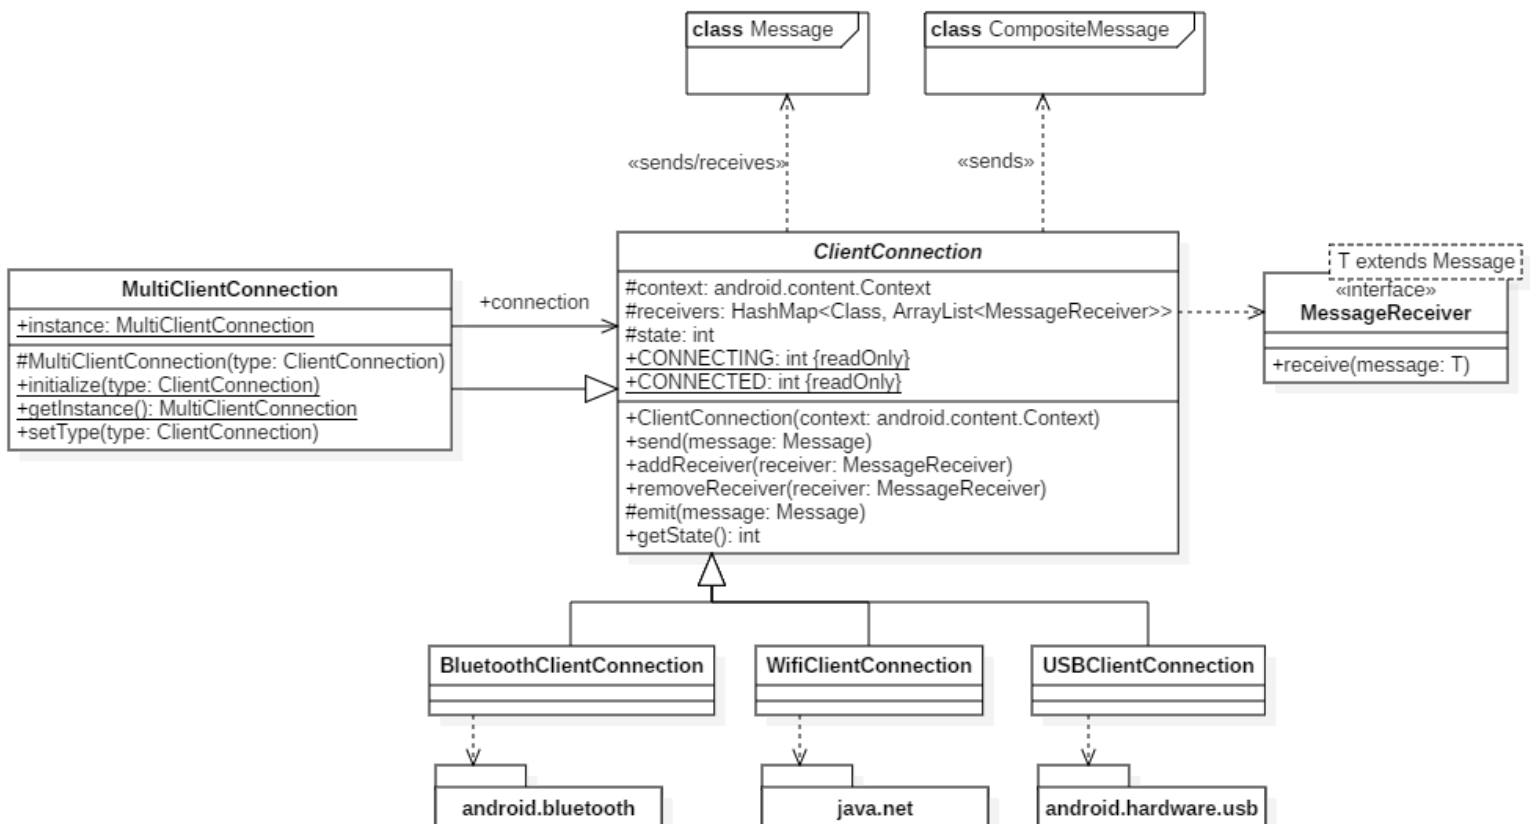 class Message
class CompositeMessage
«sends/receives»
«sends»
MultiClientConnection
+instance: MultiClientConnection
#MultiClientConnection(type: ClientConnection)
+initialize(type: ClientConnection)
+getInstance(): MultiClientConnection
+setType(type: ClientConnection)
+connection
ClientConnection
#context: android.content.Context
#receivers: HashMap<Class, ArrayList<MessageReceiver>>
#state: int
+CONNECTING: int {readOnly}
+CONNECTED: int {readOnly}
+ClientConnection(context: android.content.Context)
+send(message: Message)
+addReceiver(receiver: MessageReceiver)
+removeReceiver(receiver: MessageReceiver)
#emit(message: Message)
+getState(): int
T extends Message
«interface»
MessageReceiver
+receive(message: T)
BluetoothClientConnection
WifiClientConnection
USBClientConnection
android.bluetooth
java.net
android.hardware.usb